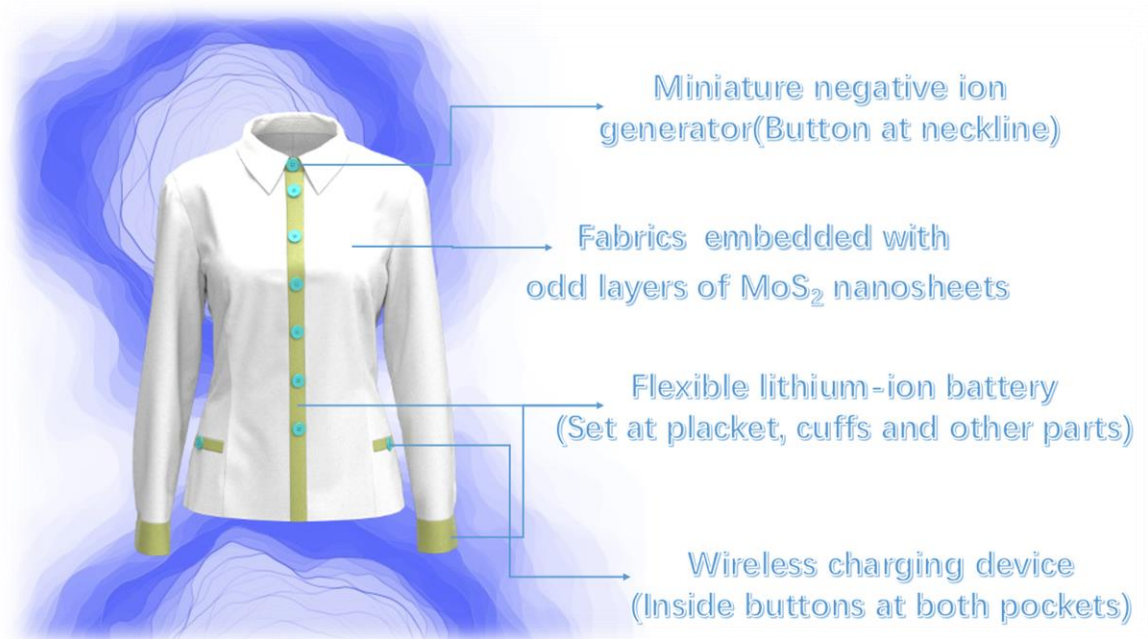 Miniature negative ion
generator(Button at neckline)
Fabrics embedded with
odd layers of MoS₂ nanosheets
Flexible lithium-ion battery
(Set at placket, cuffs and other parts)
Wireless charging device
(Inside buttons at both pockets)